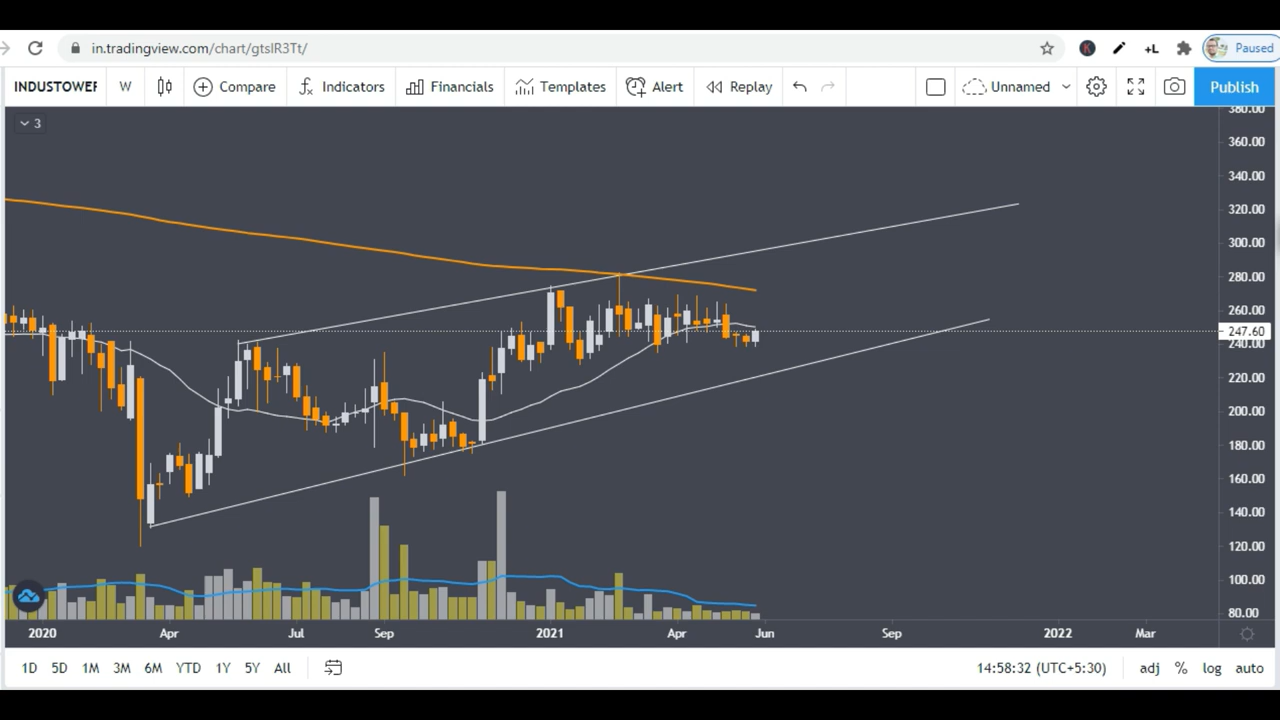 in.tradingview.com/chart/gtslR3Tt/
K
+L
Paused
INDUSTOWER W Compare Indicators Financials Templates Alert Replay Unnamed Publish
3
380.00
360.00
340.00
320.00
300.00
280.00
260.00
247.60
240.00
220.00
200.00
180.00
160.00
140.00
120.00
100.00
80.00
2020 Apr Jul Sep 2021 Apr Jun Sep 2022 Mar
1D 5D 1M 3M 6M YTD 1Y 5Y All 14:58:32 (UTC+5:30) adj % log auto